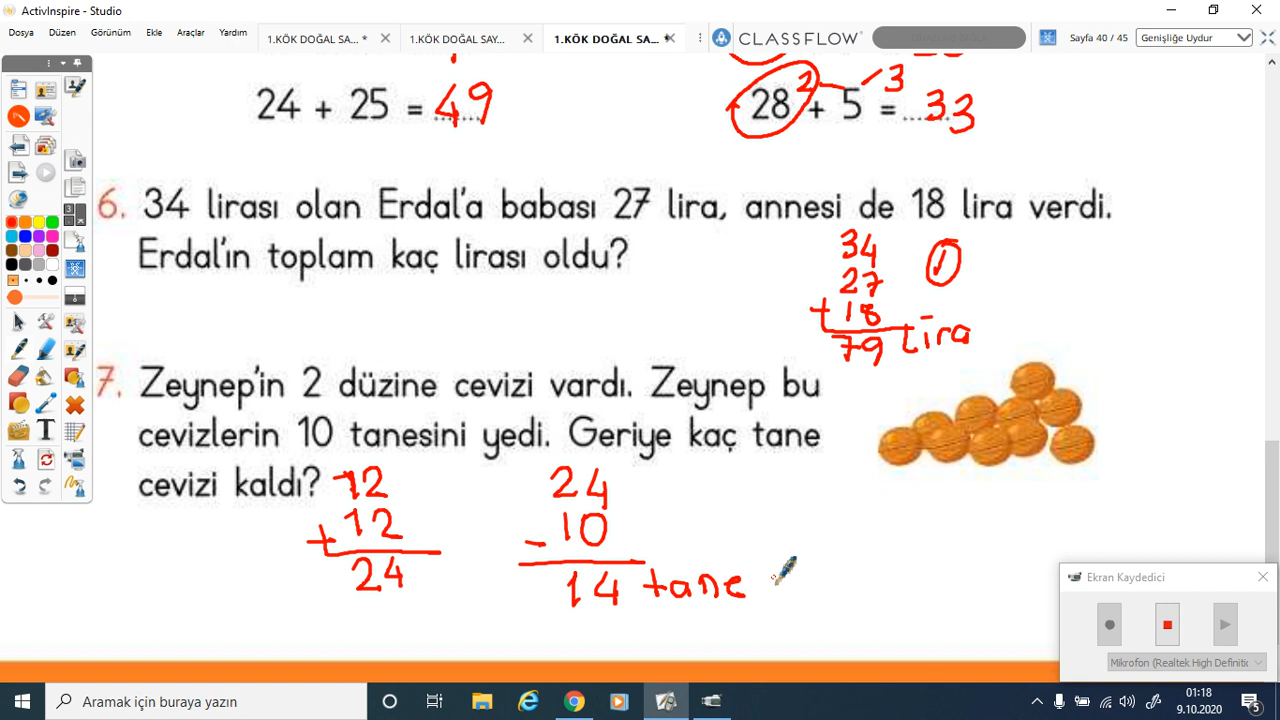 ActivInspire - Studio
Dosya Düzen Görünüm Ekle Araçlar Yardım
1.KÖK DOĞAL SA... * 1.KÖK DOĞAL SAY... 1.KÖK DOĞAL SA... *
CLASSFLOW
Sayfa 40 / 45 Genişliğe Uydur
24 + 25 = 49
28 + 5 = 33
2 3
6. 34 lirası olan Erdal'a babası 27 lira, annesi de 18 lira verdi.
Erdal'ın toplam kaç lirası oldu?
34
27
+ 18
79 lira
1
7. Zeynep'in 2 düzine cevizi vardı. Zeynep bu
cevizlerin 10 tanesini yedi. Geriye kaç tane
cevizi kaldı?
12
+ 12
24
24
- 10
14 tane
Ekran Kaydedici
Mikrofon (Realtek High Definitic
Aramak için buraya yazın
01:18
9.10.2020
5